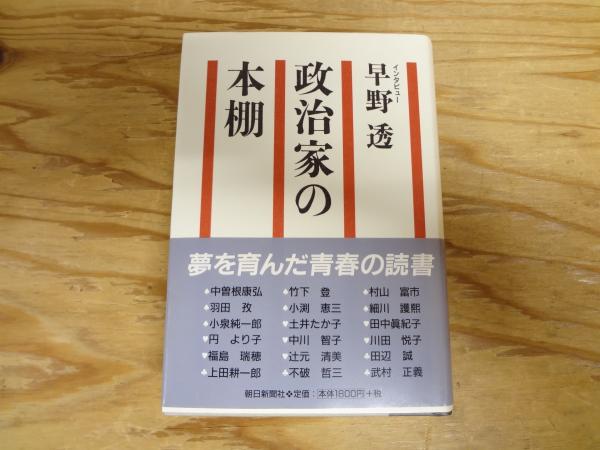 インタビュー
早野 透
政治家の
本棚
夢を育んだ青春の読書
♠中曽根康弘 ♠竹下 登 ♠村山 富市
♠羽田 孜 ♠小渕 恵三 ♠細川 護熙
♠小泉純一郎 ♥土井たか子 ♥田中眞紀子
♥円 より子 ♥中川 智子 ♥川田 悦子
♥福島 瑞穂 ♥辻元 清美 ♣田辺 誠
♣上田耕一郎 ♣不破 哲三 ♣武村 正義
朝日新聞社❖定価:本体1800円+税